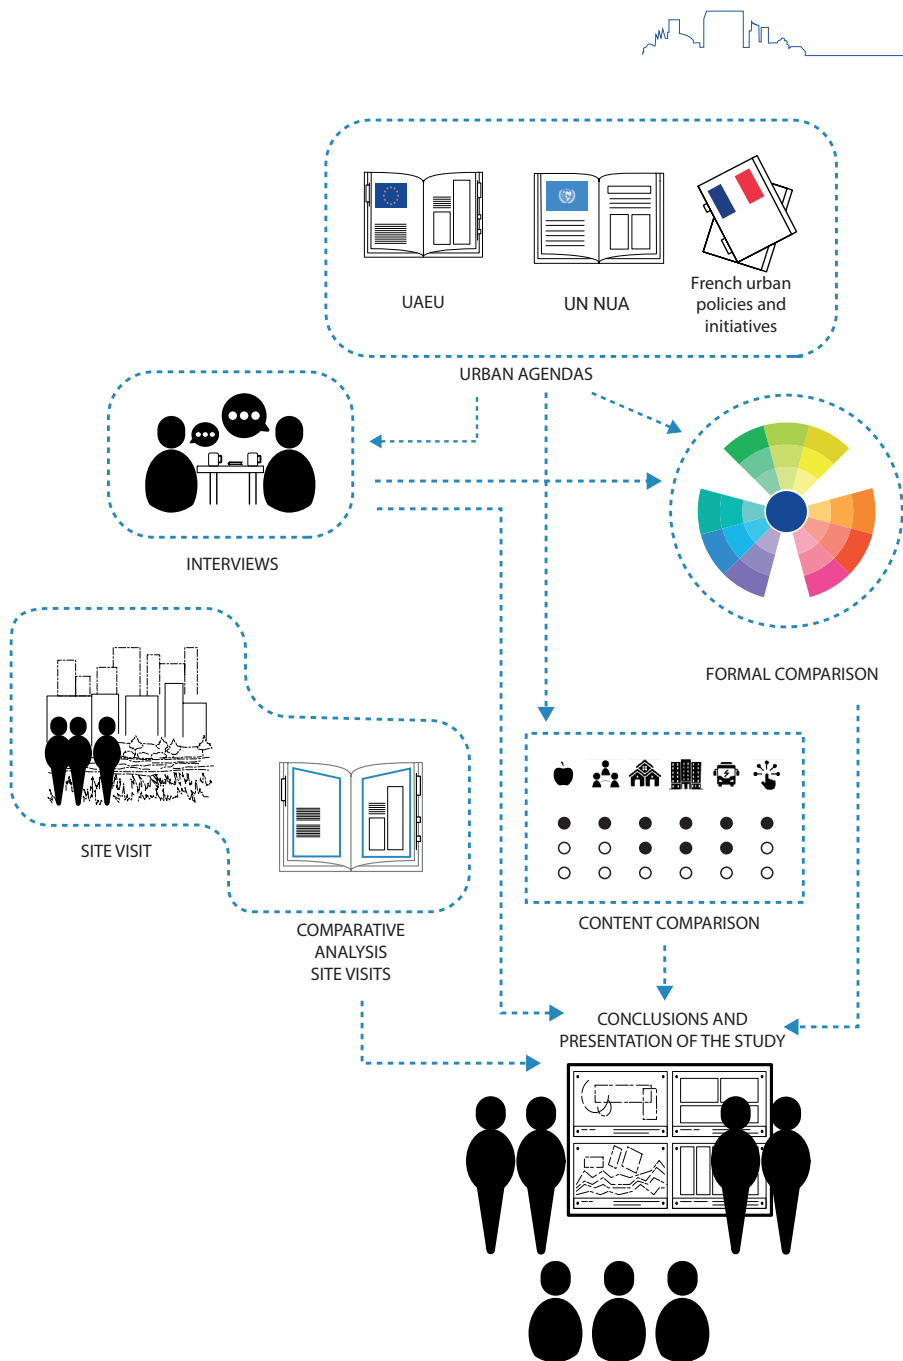 UAEU
UN NUA
French urban
policies and
initiatives
URBAN AGENDAS
INTERVIEWS
FORMAL COMPARISON
SITE VISIT
COMPARATIVE
ANALYSIS
SITE VISITS
CONTENT COMPARISON
CONCLUSIONS AND
PRESENTATION OF THE STUDY